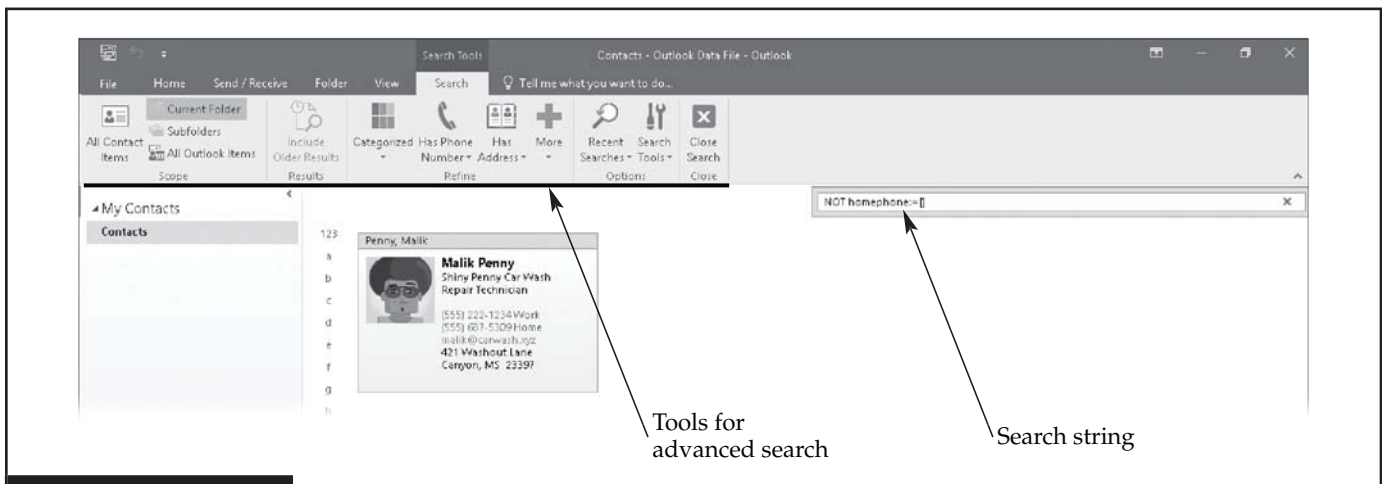 Search Tools
Contacts - Outlook Data File - Outlook
File Home Send / Receive Folder View Search Tell me what you want to do...
All Contact Items
Current Folder
Subfolders
All Outlook Items
Scope
Include Older Results
Results
Categorized
Has Phone Number
Has Address
More
Refine
Recent Searches
Search Tools
Options
Close Search
Close
My Contacts
Contacts
NOT homephone:=[]
123
a
b
c
d
e
f
g
h
Penny, Malik
Malik Penny
Shiny Penny Car Wash
Repair Technician
(555) 222-1234 Work
(555) 687-5309 Home
malik@carwash.xyz
421 Washout Lane
Canyon, MS 23397
Tools for
advanced search
Search string